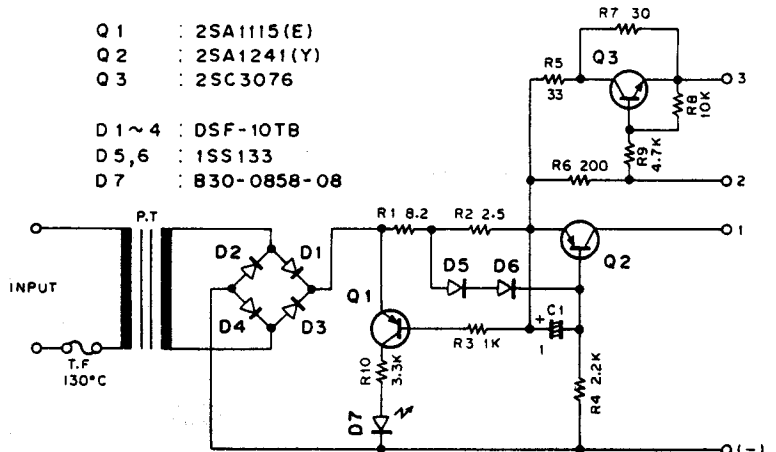 Q1 : 2SA1115(E)
Q2 : 2SA1241(Y)
Q3 : 2SC3076
D1~4 : DSF-10TB
D5,6 : 1SS133
D7 : B30-0858-08
R7 30
Q3
R5
33
3
R8
10K
R9
4.7K
R6 200
2
P.T
R1 8.2
R2 2.5
1
D2
D1
D5
D6
Q2
INPUT
Q1
D4
D3
+
C1
1
R3 1K
T.F
130°C
R10
3.3K
R4 2.2K
D7
(-)